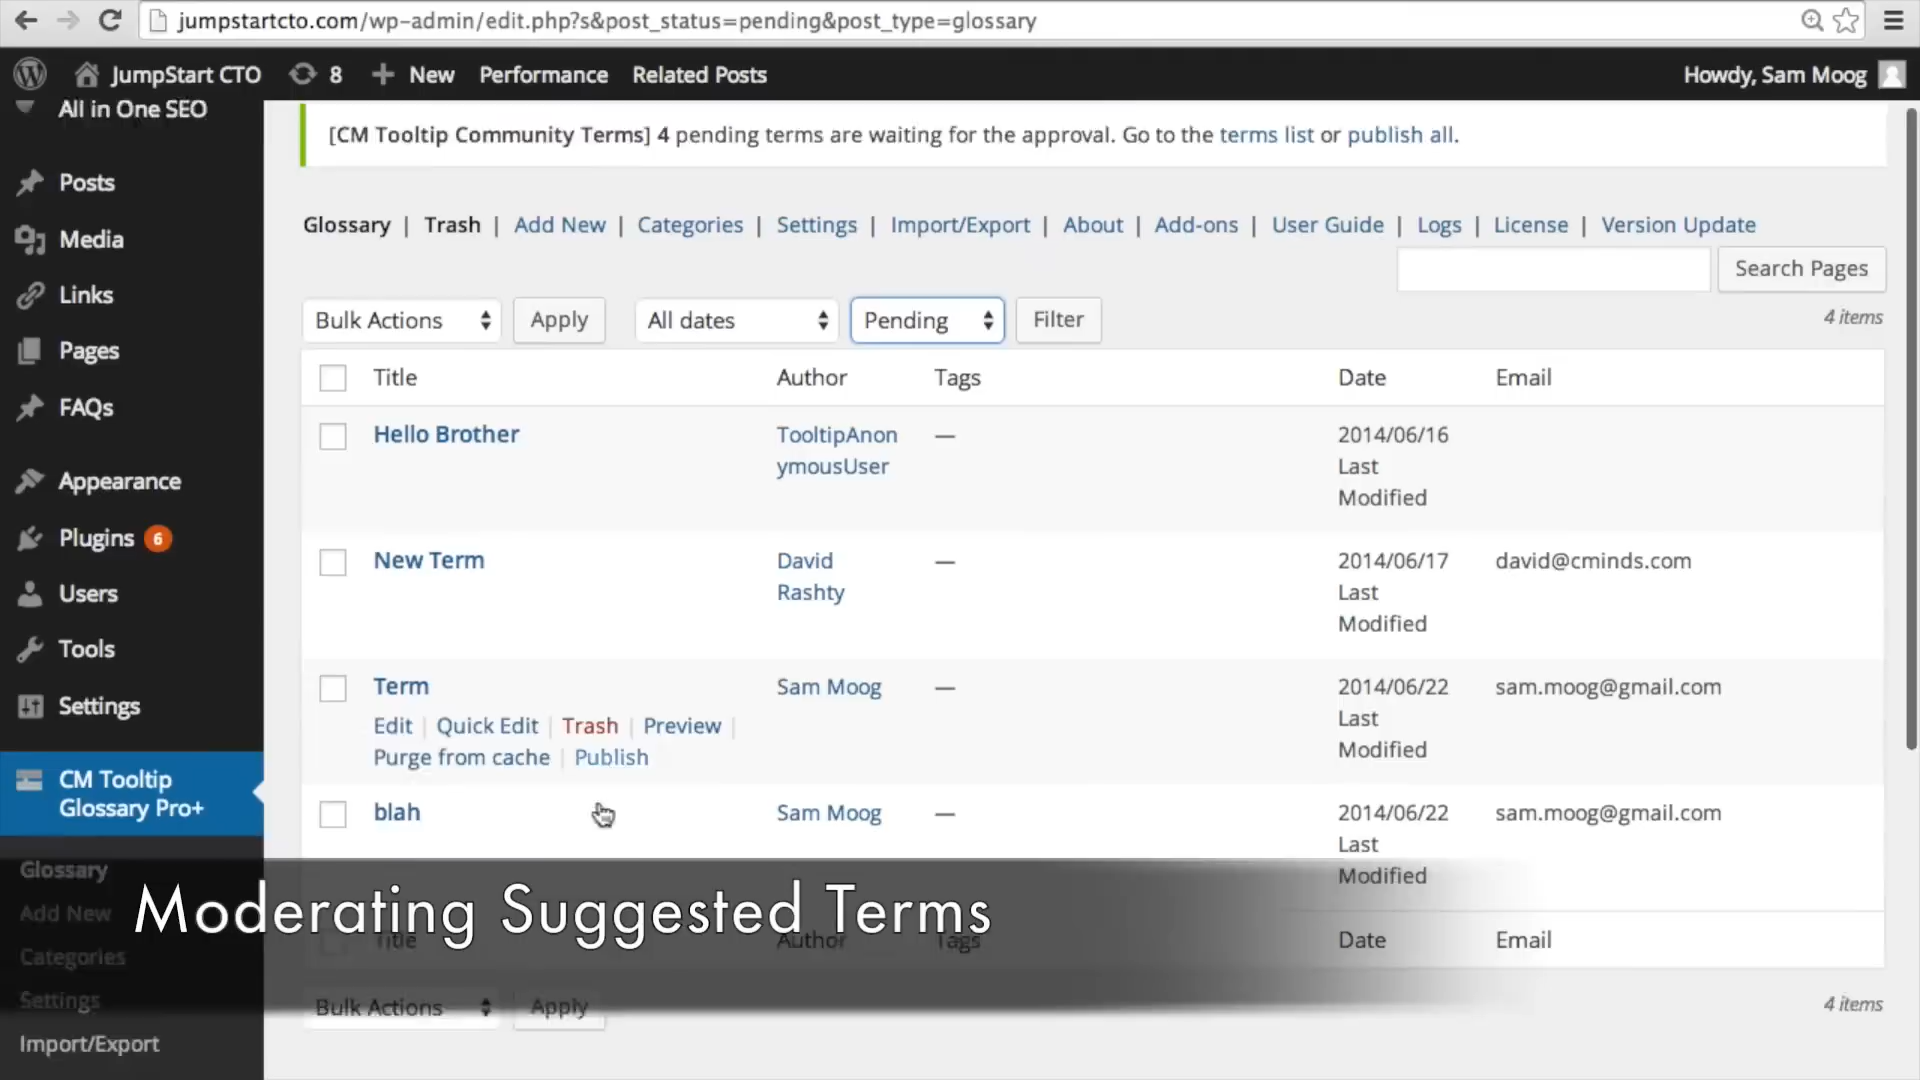 jumpstartcto.com/wp-admin/edit.php?s&post_status=pending&post_type=glossary
JumpStart CTO 8 New Performance Related Posts Howdy, Sam Moog
All in One SEO
Posts
Media
Links
Pages
FAQs
Appearance
Plugins 6
Users
Tools
Settings
CM Tooltip
Glossary Pro+
Glossary
Add New
Categories
Settings
Import/Export
[CM Tooltip Community Terms] 4 pending terms are waiting for the approval. Go to the terms list or publish all.
Glossary | Trash | Add New | Categories | Settings | Import/Export | About | Add-ons | User Guide | Logs | License | Version Update
Search Pages
Bulk Actions Apply All dates Pending Filter 4 items
Title Author Tags Date Email
Hello Brother TooltipAnon — 2014/06/16
ymousUser Last
Modified
New Term David — 2014/06/17 david@cminds.com
Rashty Last
Modified
Term Sam Moog — 2014/06/22 sam.moog@gmail.com
Edit | Quick Edit | Trash | Preview | Last
Purge from cache | Publish Modified
blah Sam Moog — 2014/06/22 sam.moog@gmail.com
Last
Modified
Moderating Suggested Terms
Title Author Tags Date Email
Bulk Actions Apply 4 items